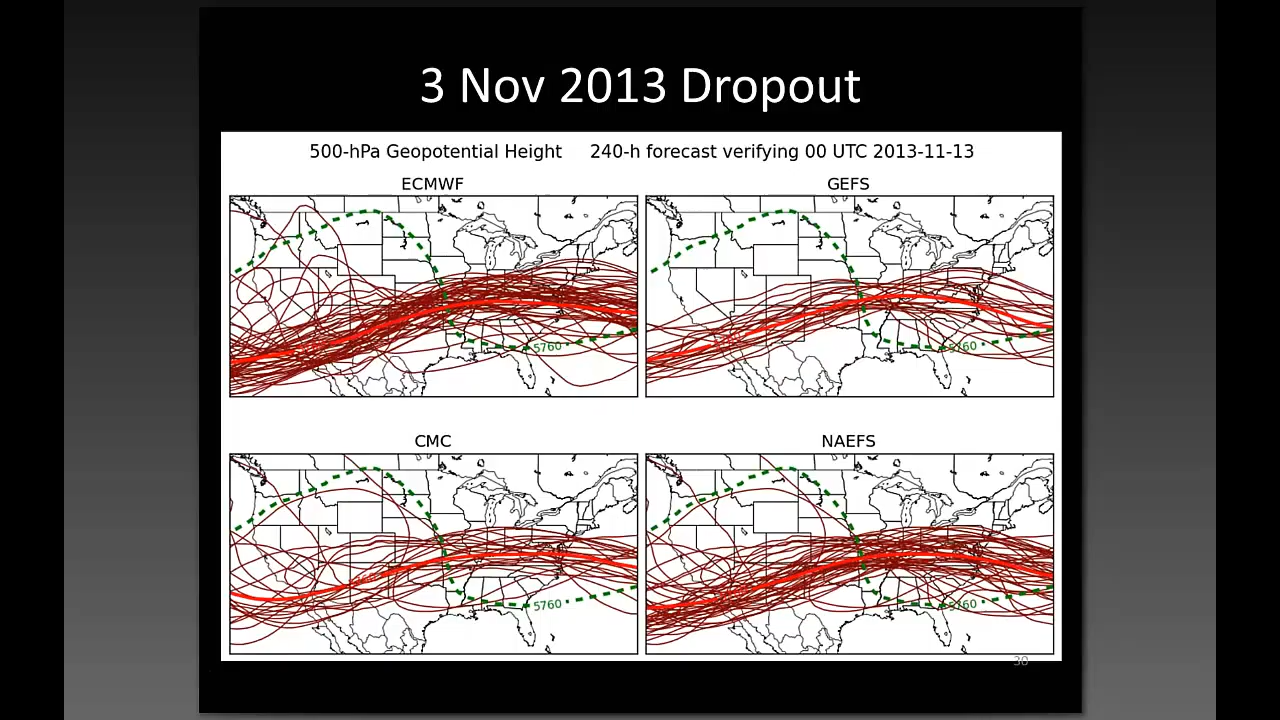 3 Nov 2013 Dropout
500-hPa Geopotential Height 240-h forecast verifying 00 UTC 2013-11-13
ECMWF
GEFS
5760
5760
CMC
NAEFS
5760
5760
30